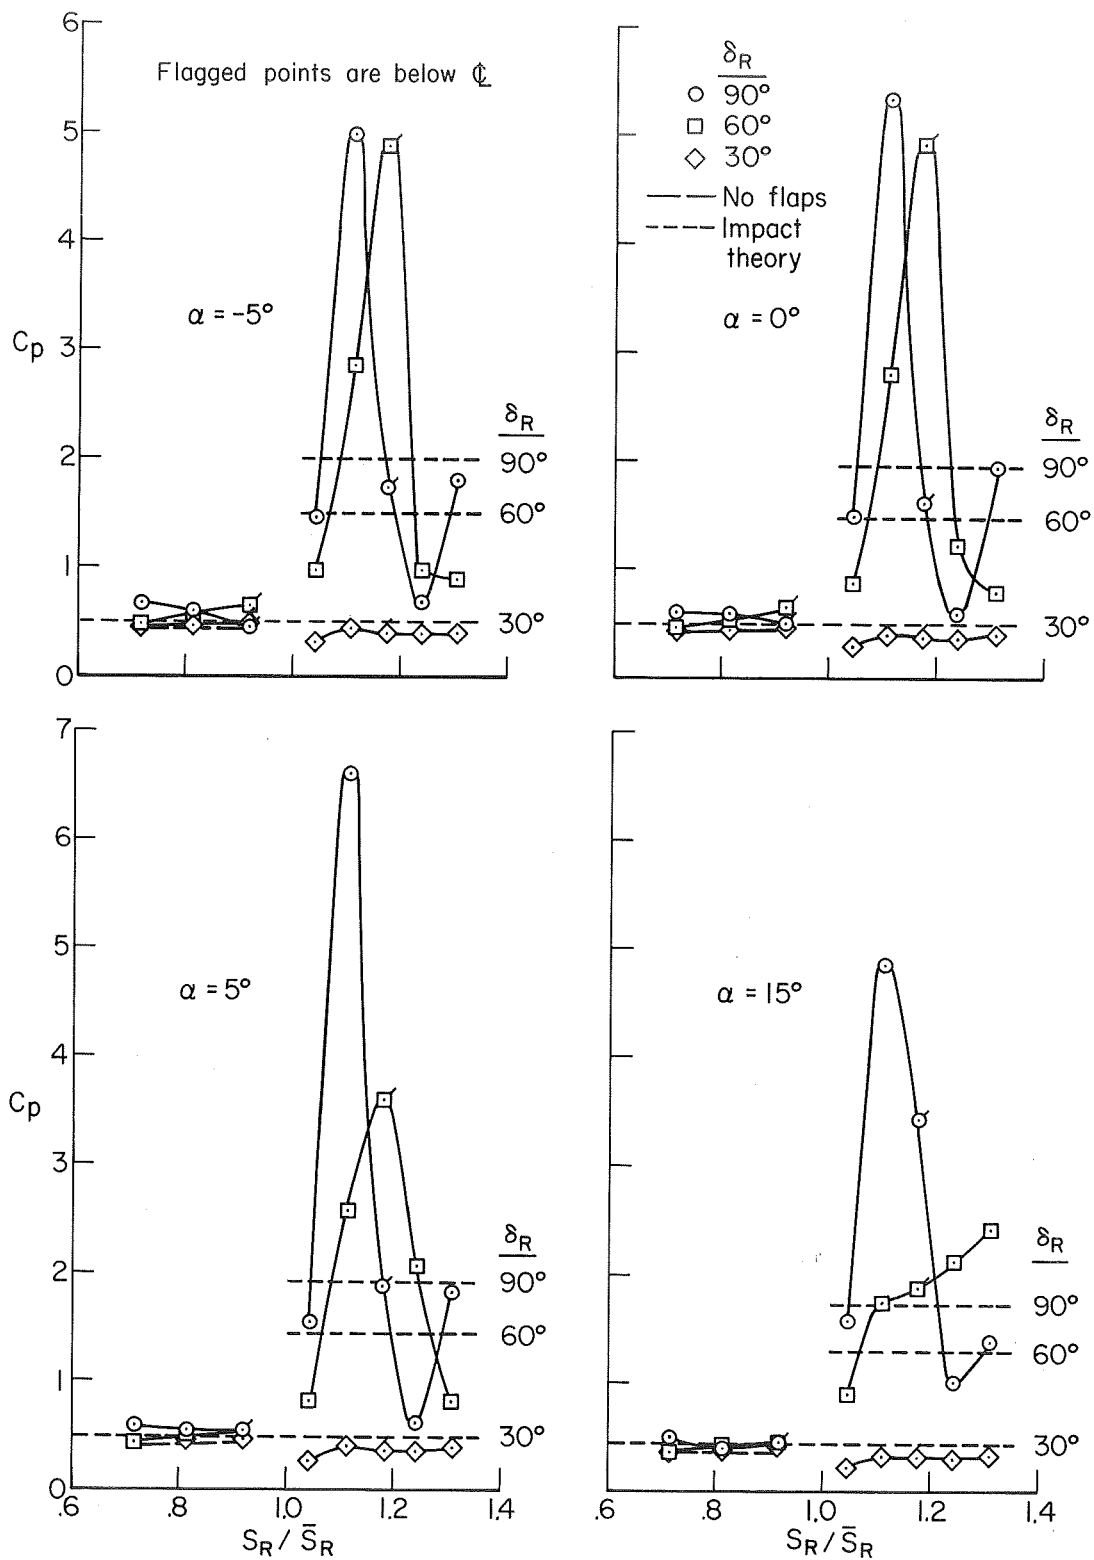 6
5
4
3
2
1
0
Cp
Flagged points are below ℄
α = -5°
δR
90°
60°
30°
δR
90°
60°
30°
No flaps
Impact
theory
α = 0°
δR
90°
60°
30°
7
6
5
4
3
2
1
0
Cp
α = 5°
δR
90°
60°
30°
.6 .8 1.0 1.2 1.4
SR / S̄R
α = 15°
δR
90°
60°
30°
.6 .8 1.0 1.2 1.4
SR / S̄R